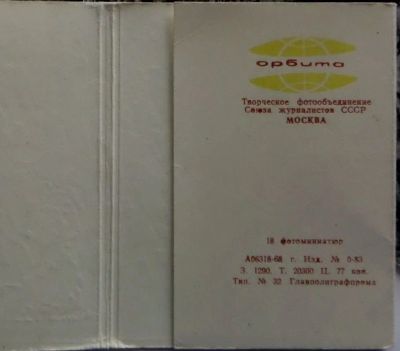 орбита
Творческое фотообъединение
Союза журналистов СССР
МОСКВА
18 фотоминиатюр
А06318-68 г. Изд. № 0-83
З. 1290. Т. 20300 Ц. 77 коп.
Тип. № 32 Главполиграфпрома